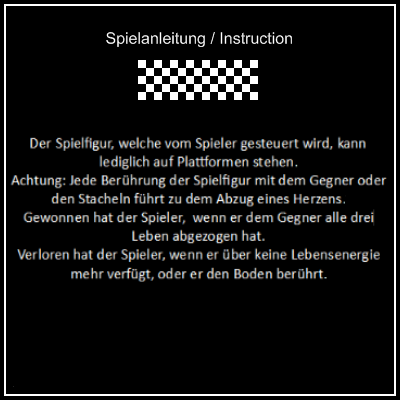 Spielanleitung / Instruction
Der Spielfigur, welche vom Spieler gesteuert wird, kann
lediglich auf Plattformen stehen.
Achtung: Jede Berührung der Spielfigur mit dem Gegner oder
den Stacheln führt zu dem Abzug eines Herzens.
Gewonnen hat der Spieler,  wenn er dem Gegner alle drei
Leben abgezogen hat.
Verloren hat der Spieler, wenn er über keine Lebensenergie
mehr verfügt, oder er den Boden berührt.